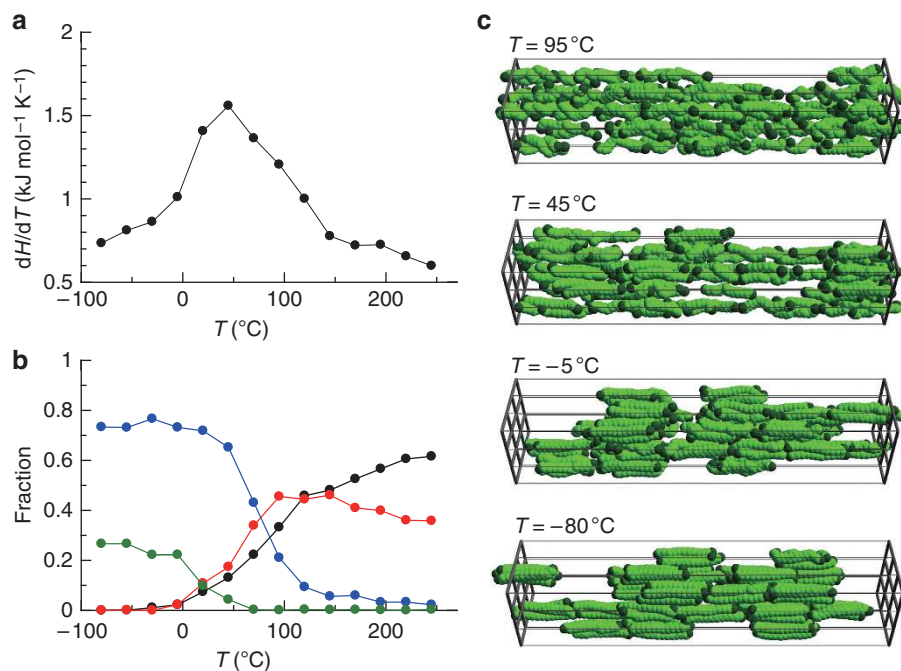 a
2
1.5
1
0.5
dH/dT (kJ mol⁻¹ K⁻¹)
−100
0
100
200
T (°C)
b
1
0.8
0.6
0.4
0.2
0
Fraction
−100
0
100
200
T (°C)
c
T = 95 °C
T = 45 °C
T = −5 °C
T = −80 °C